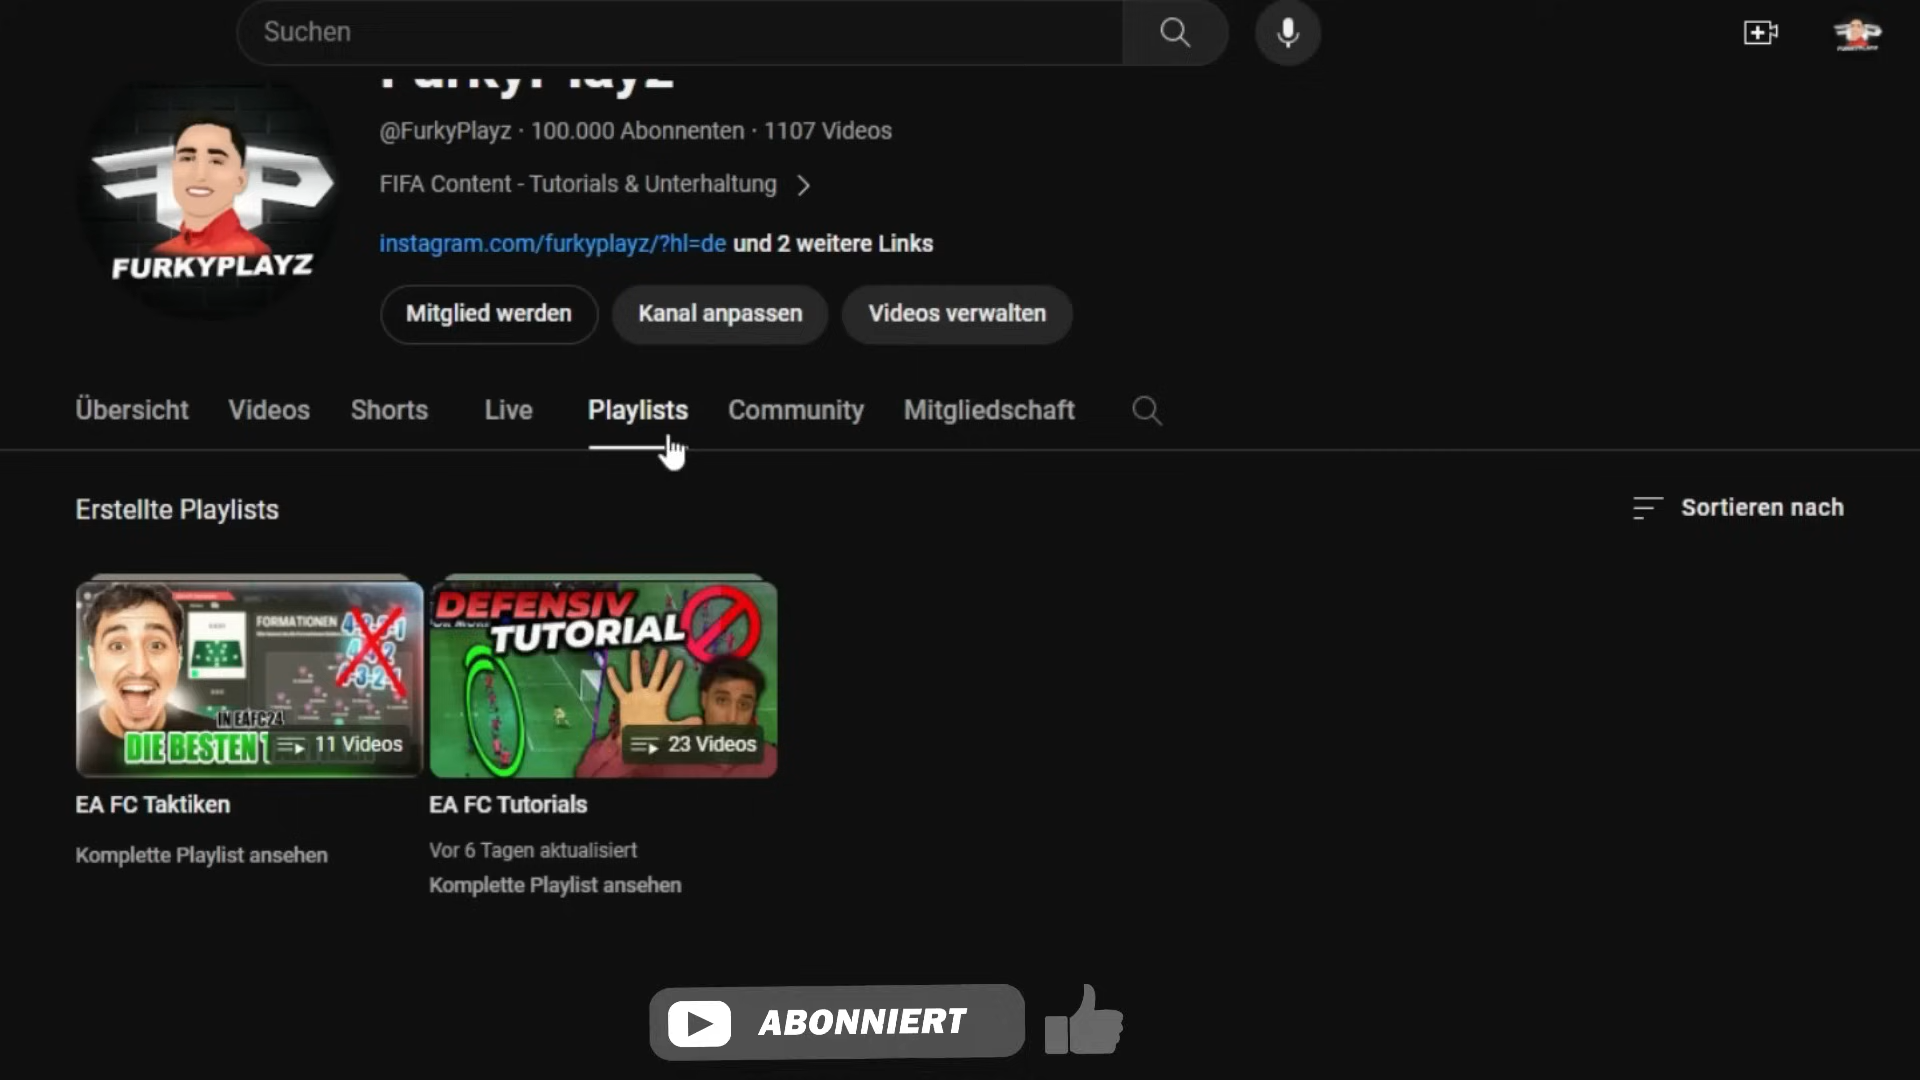 Suchen
FurkyPlayz
@FurkyPlayz · 100.000 Abonnenten · 1107 Videos
FIFA Content - Tutorials & Unterhaltung
instagram.com/furkyplayz/?hl=de und 2 weitere Links
FP
FURKYPLAYZ
Mitglied werden
Kanal anpassen
Videos verwalten
Übersicht
Videos
Shorts
Live
Playlists
Community
Mitgliedschaft
Erstellte Playlists
Sortieren nach
FORMATIONEN
IN EAFC24
DIE BESTEN
11 Videos
DEFENSIV
TUTORIAL
23 Videos
EA FC Taktiken
Komplette Playlist ansehen
EA FC Tutorials
Vor 6 Tagen aktualisiert
Komplette Playlist ansehen
ABONNIERT